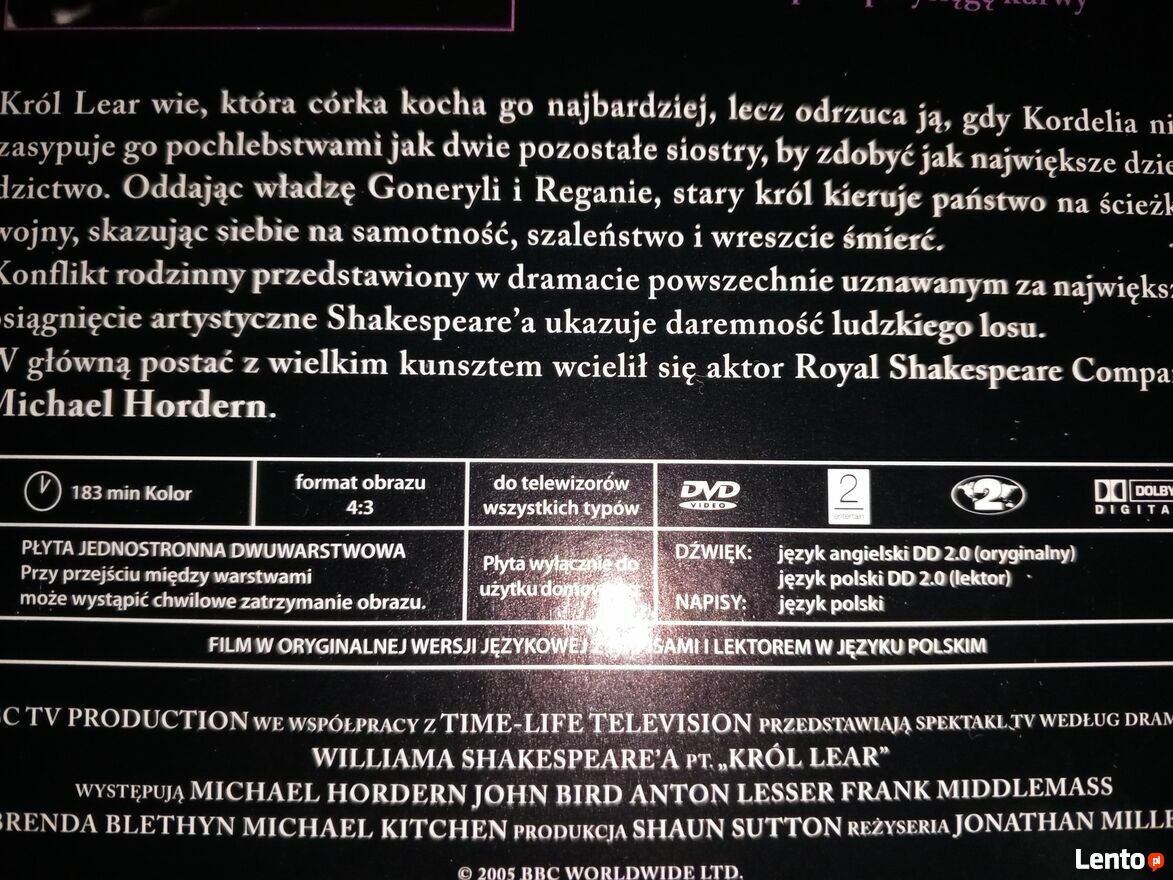 Król Lear wie, która córka kocha go najbardziej, lecz odrzuca ją, gdy Kordelia ni
zasypuje go pochlebstwami jak dwie pozostałe siostry, by zdobyć jak największe dzie
dzictwo. Oddając władzę Goneryli i Reganie, stary król kieruje państwo na ścieżk
wojny, skazując siebie na samotność, szaleństwo i wreszcie śmierć.
Konflikt rodzinny przedstawiony w dramacie powszechnie uznawanym za najwięks
osiągnięcie artystyczne Shakespeare'a ukazuje daremność ludzkiego losu.
W główną postać z wielkim kunsztem wcielił się aktor Royal Shakespeare Compa
Michael Hordern.
183 min Kolor
format obrazu
4:3
do telewizorów
wszystkich typów
DVD
VIDEO
2
entertain
2
DOLBY
DIGITA
PŁYTA JEDNOSTRONNA DWUWARSTWOWA
Przy przejściu między warstwami
może wystąpić chwilowe zatrzymanie obrazu.
Płyta wyłącznie do
użytku domo
DŹWIĘK: język angielski DD 2.0 (oryginalny)
język polski DD 2.0 (lektor)
NAPISY: język polski
FILM W ORYGINALNEJ WERSJI JĘZYKOWEJ SAMI I LEKTOREM W JĘZYKU POLSKIM
BC TV PRODUCTION WE WSPÓŁPRACY Z TIME-LIFE TELEVISION PRZEDSTAWIAJĄ SPEKTAKL TV WEDŁUG DRAM
WILLIAMA SHAKESPEARE'A PT. „KRÓL LEAR”
WYSTĘPUJĄ MICHAEL HORDERN JOHN BIRD ANTON LESSER FRANK MIDDLEMASS
BRENDA BLETHYN MICHAEL KITCHEN PRODUKCJA SHAUN SUTTON REŻYSERIA JONATHAN MILLE
© 2005 BBC WORLDWIDE LTD.
Lento pl